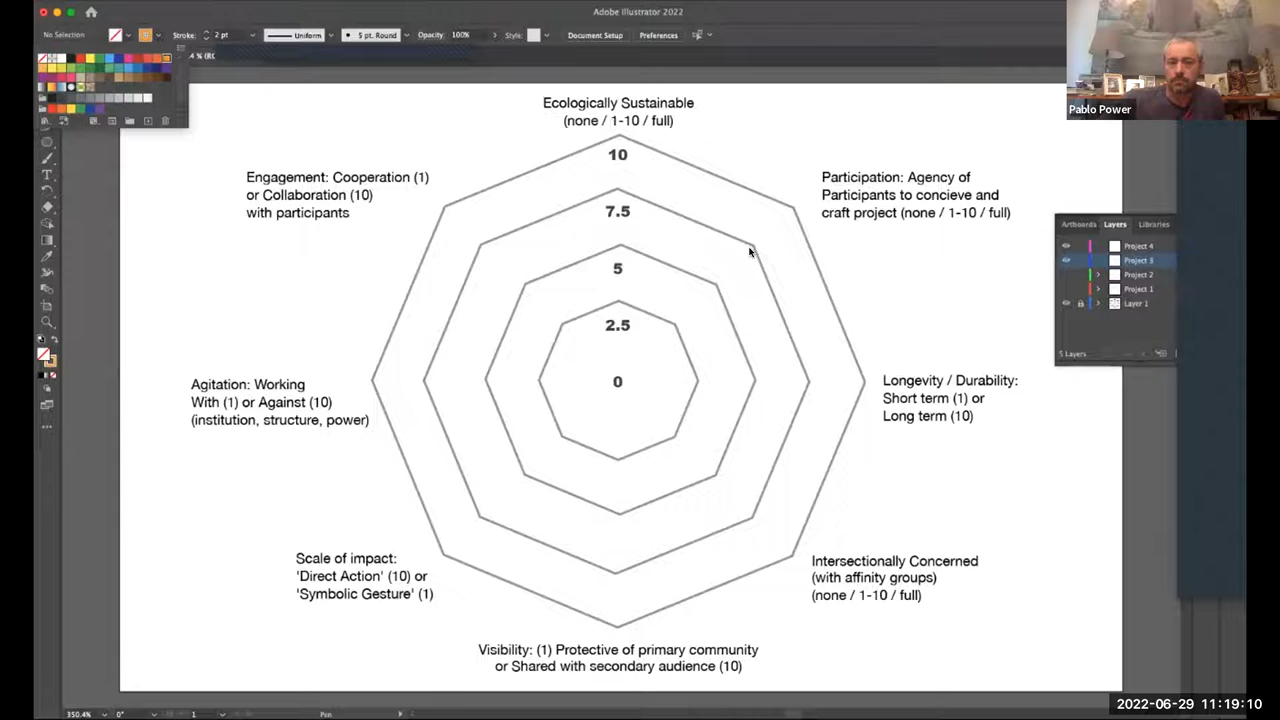 Adobe Illustrator 2022
No Selection
Stroke:
2 pt
Uniform
5 pt. Round
Opacity:
100%
Style:
Document Setup
Preferences
Pablo Power
Ecologically Sustainable
(none / 1-10 / full)
Engagement: Cooperation (1)
or Collaboration (10)
with participants
Participation: Agency of
Participants to concieve and
craft project (none / 1-10 / full)
10
7.5
5
2.5
0
Artboards
Layers
Libraries
Project 4
Project 3
Project 2
Project 1
Layer 1
5 Layers
Agitation: Working
With (1) or Against (10)
(institution, structure, power)
Longevity / Durability:
Short term (1) or
Long term (10)
Scale of impact:
'Direct Action' (10) or
'Symbolic Gesture' (1)
Intersectionally Concerned
(with affinity groups)
(none / 1-10 / full)
Visibility: (1) Protective of primary community
or Shared with secondary audience (10)
350.4%
0°
1
Pen
2022-06-29 11:19:10